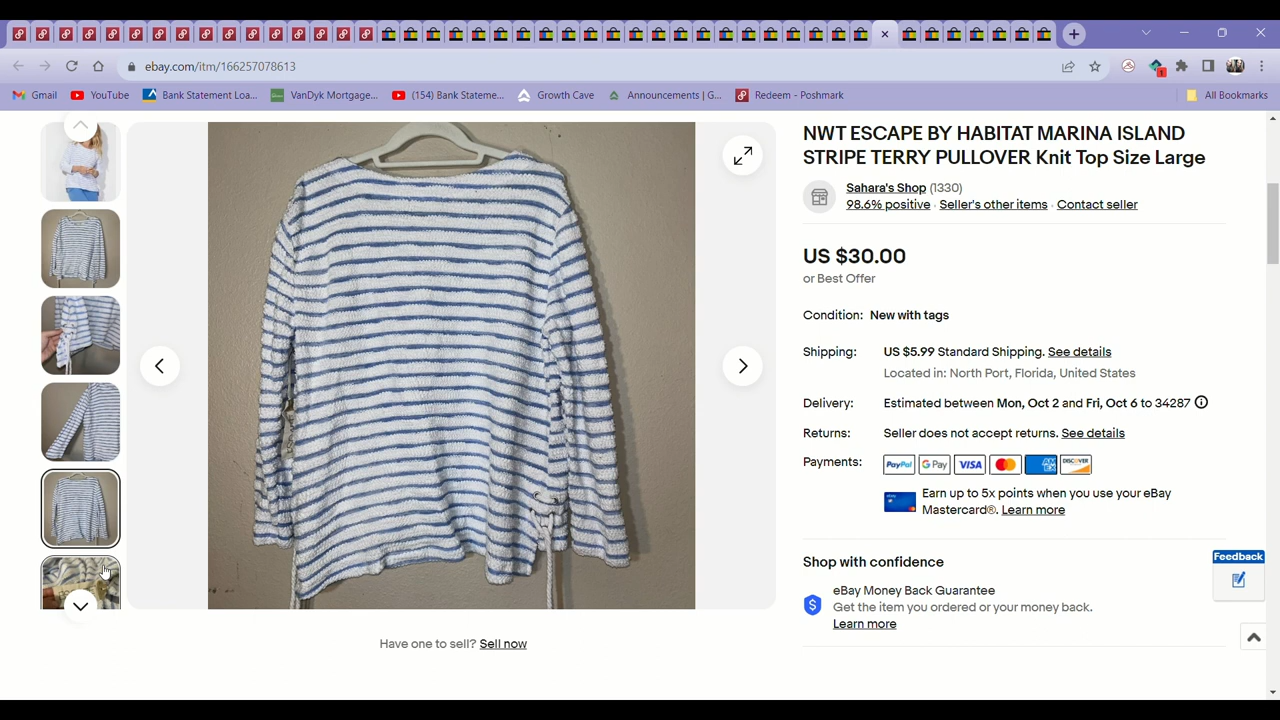 ebay.com/itm/166257078613
Gmail
YouTube
Bank Statement Loa...
VanDyk Mortgage...
(154) Bank Stateme...
Growth Cave
Announcements | G...
Redeem - Poshmark
All Bookmarks
NWT ESCAPE BY HABITAT MARINA ISLAND
STRIPE TERRY PULLOVER Knit Top Size Large
Sahara's Shop (1330)
98.6% positive · Seller's other items · Contact seller
US $30.00
or Best Offer
Condition: New with tags
Shipping: US $5.99 Standard Shipping. See details
Located in: North Port, Florida, United States
Delivery: Estimated between Mon, Oct 2 and Fri, Oct 6 to 34287
Returns: Seller does not accept returns. See details
Payments: PayPal G Pay VISA DISCOVER
Earn up to 5x points when you use your eBay
Mastercard®. Learn more
Shop with confidence
Feedback
eBay Money Back Guarantee
Get the item you ordered or your money back.
Learn more
Have one to sell? Sell now